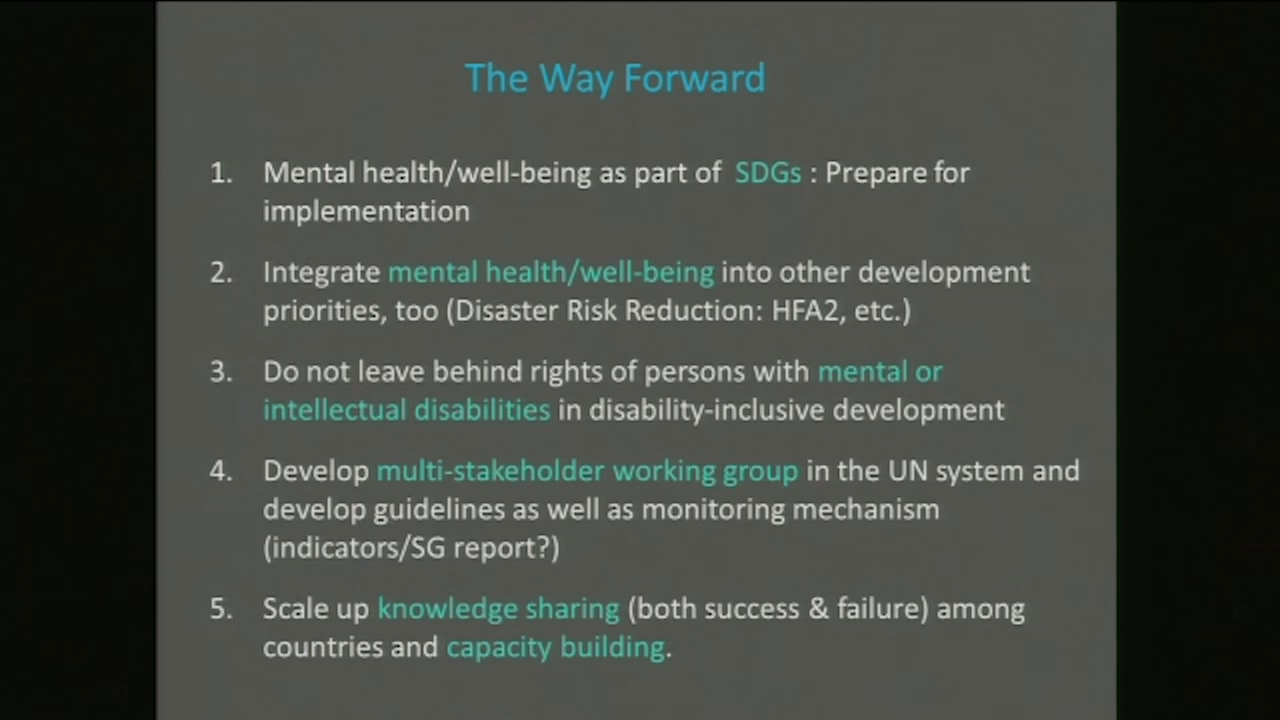 The Way Forward
1. Mental health/well-being as part of SDGs : Prepare for
implementation
2. Integrate mental health/well-being into other development
priorities, too (Disaster Risk Reduction: HFA2, etc.)
3. Do not leave behind rights of persons with mental or
intellectual disabilities in disability-inclusive development
4. Develop multi-stakeholder working group in the UN system and
develop guidelines as well as monitoring mechanism
(indicators/SG report?)
5. Scale up knowledge sharing (both success & failure) among
countries and capacity building.